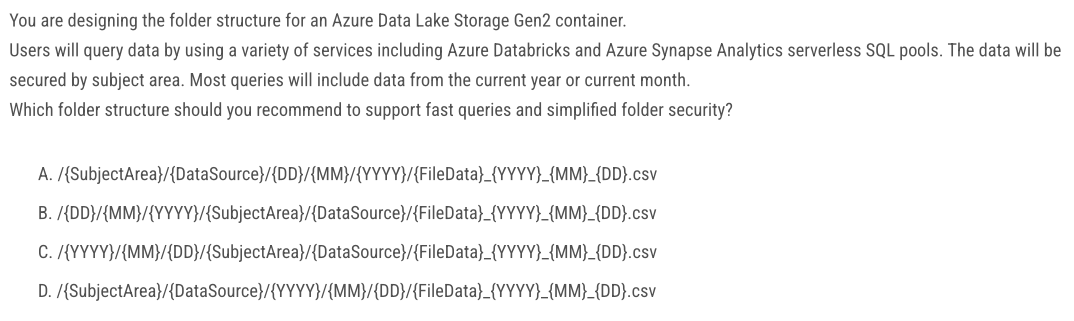 You are designing the folder structure for an Azure Data Lake Storage Gen2 container.
Users will query data by using a variety of services including Azure Databricks and Azure Synapse Analytics serverless SQL pools. The data will be
secured by subject area. Most queries will include data from the current year or current month.
Which folder structure should you recommend to support fast queries and simplified folder security?
A. /{SubjectArea}/{DataSource}/{DD}/{MM}/{YYYY}/{FileData}_{YYYY}_{MM}_{DD}.csv
B. /{DD}/{MM}/{YYYY}/{SubjectArea}/{DataSource}/{FileData}_{YYYY}_{MM}_{DD}.csv
C. /{YYYY}/{MM}/{DD}/{SubjectArea}/{DataSource}/{FileData}_{YYYY}_{MM}_{DD}.csv
D. /{SubjectArea}/{DataSource}/{YYYY}/{MM}/{DD}/{FileData}_{YYYY}_{MM}_{DD}.csv